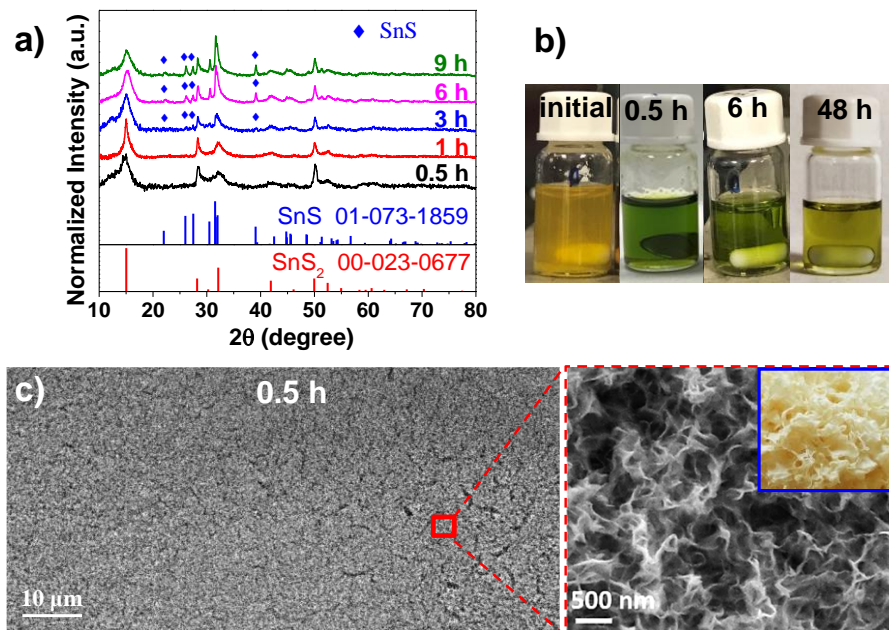 a)
◆ SnS
9 h
6 h
3 h
1 h
0.5 h
SnS 01-073-1859
SnS₂ 00-023-0677
Normalized Intensity (a.u.)
10 20 30 40 50 60 70 80
2θ (degree)
b)
initial 0.5 h 6 h 48 h
c)
0.5 h
10 μm
500 nm